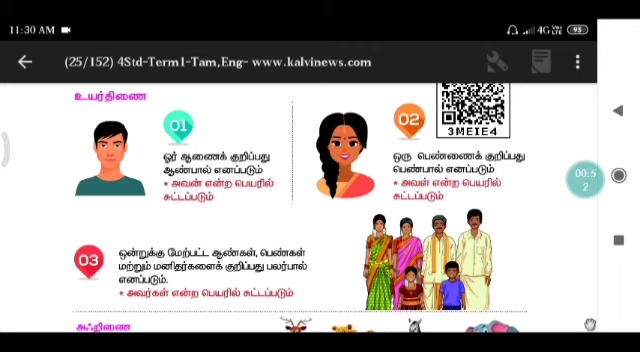 11:30 AM
4G VoLTE 93
(25/152) 4Std-Term1-Tam,Eng- www.kalvinews.com
உயர்திணை
3MEIE4
01
ஓர் ஆணைக் குறிப்பது
ஆண்பால் எனப்படும்
* அவன் என்ற பெயரில்
சுட்டப்படும்
02
ஒரு பெண்ணைக் குறிப்பது
பெண்பால் எனப்படும்
* அவள் என்ற பெயரில்
சுட்டப்படும்
00:52
03
ஒன்றுக்கு மேற்பட்ட ஆண்கள், பெண்கள்
மற்றும் மனிதர்களைக் குறிப்பது பலர்பால்
எனப்படும்.
* அவர்கள் என்ற பெயரில் சுட்டப்படும்
அஃறிணை